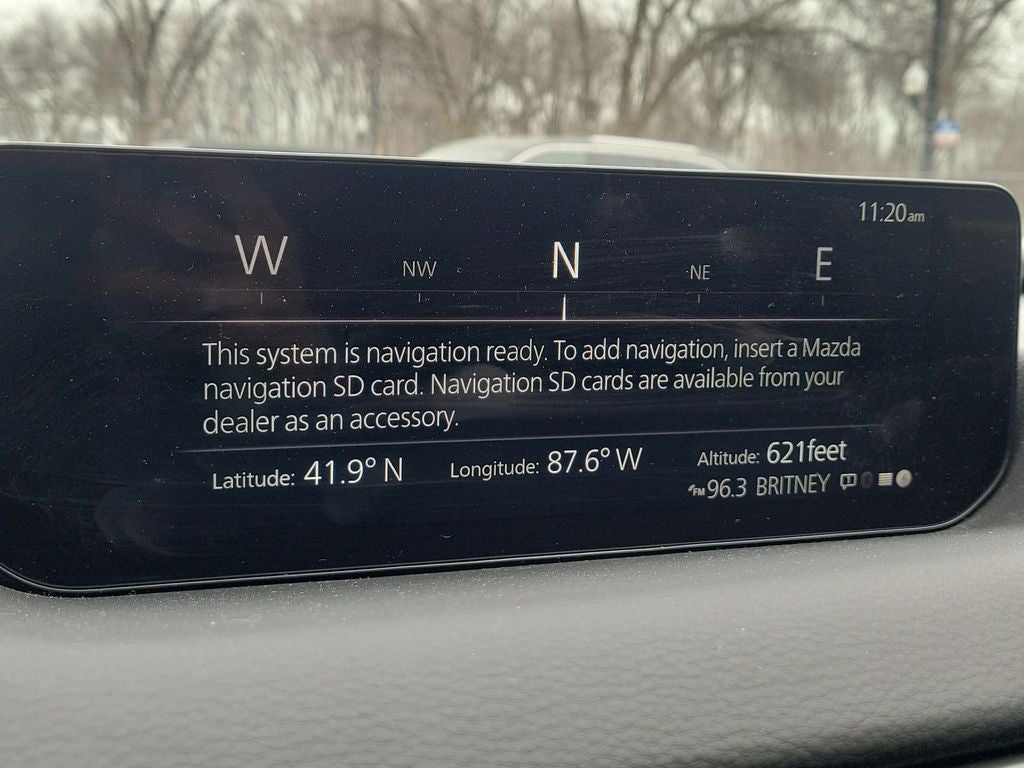 11:20am
W NW N NE E
This system is navigation ready. To add navigation, insert a Mazda
navigation SD card. Navigation SD cards are available from your
dealer as an accessory.
Latitude: 41.9° N Longitude: 87.6° W Altitude: 621feet
FM 96.3 BRITNEY